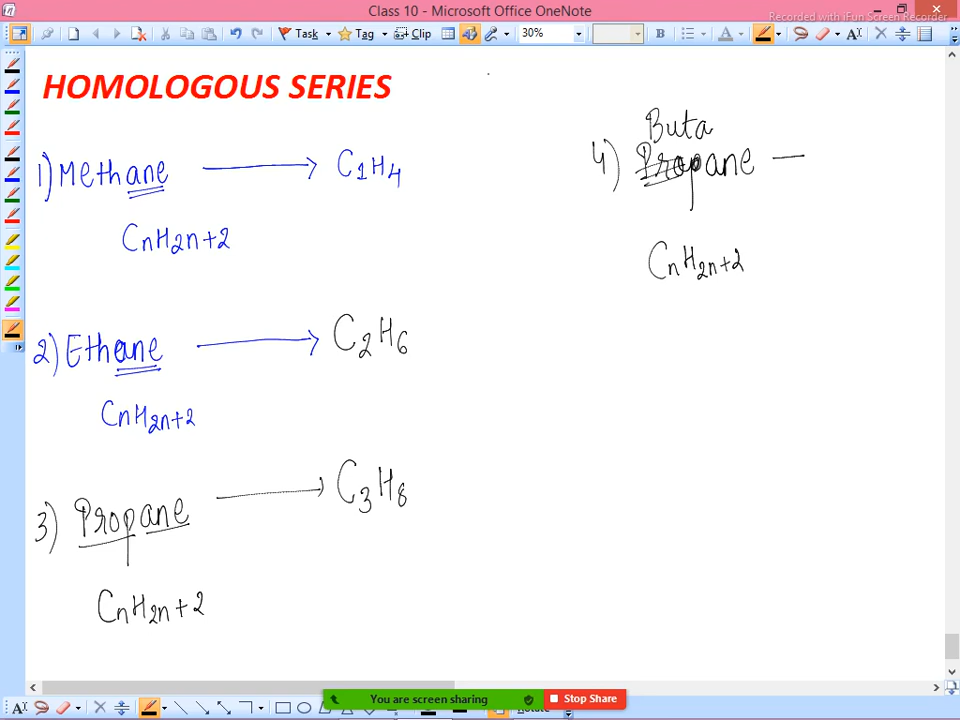 Class 10 - Microsoft Office OneNote
Recorded with iFun Screen Recorder
Task Tag Clip 30% B A
HOMOLOGOUS SERIES
1) Methane → C1H4
CnH2n+2
2) Ethane → C2H6
CnH2n+2
3) Propane → C3H8
CnH2n+2
Buta
4) Propane —
CnH2n+2
You are screen sharing Stop Share